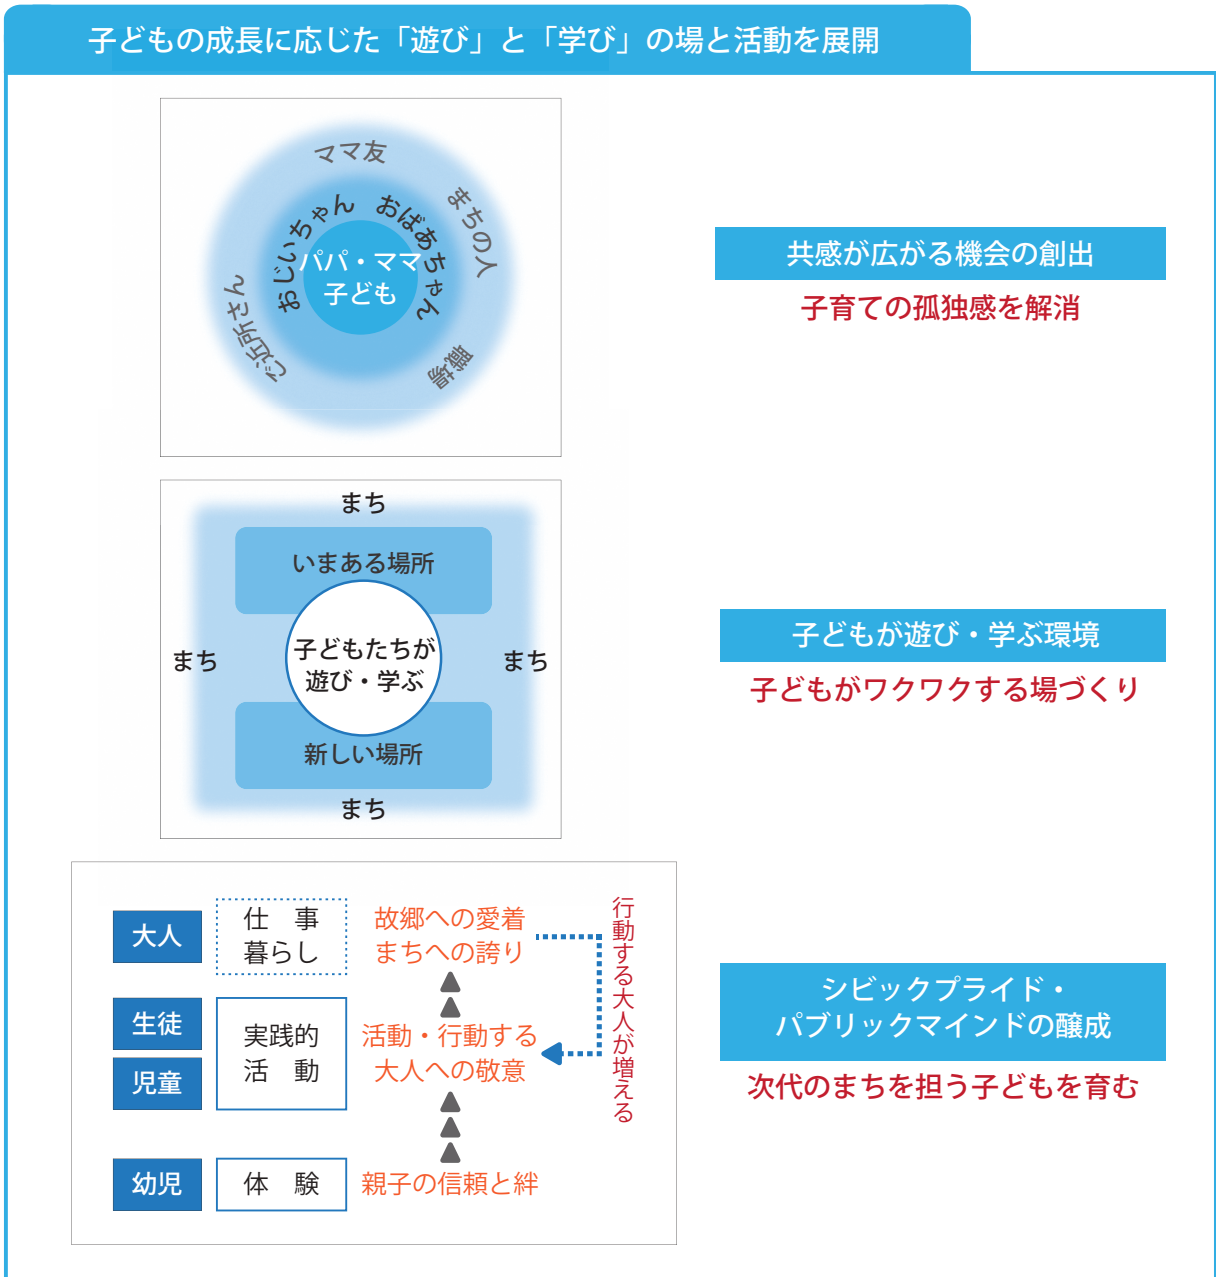 子どもの成長に応じた「遊び」と「学び」の場と活動を展開
ママ友
まちの人
おじいちゃん
おばあちゃん
パパ・ママ
子ども
ご近所さん
職場
共感が広がる機会の創出
子育ての孤独感を解消
まち
いまある場所
まち
子どもたちが
遊び・学ぶ
まち
新しい場所
まち
子どもが遊び・学ぶ環境
子どもがワクワクする場づくり
大人
仕　事
暮らし
故郷への愛着
まちへの誇り
行動する大人が増える
生徒
児童
実践的
活　動
活動・行動する
大人への敬意
幼児
体　験
親子の信頼と絆
シビックプライド・
パブリックマインドの醸成
次代のまちを担う子どもを育む